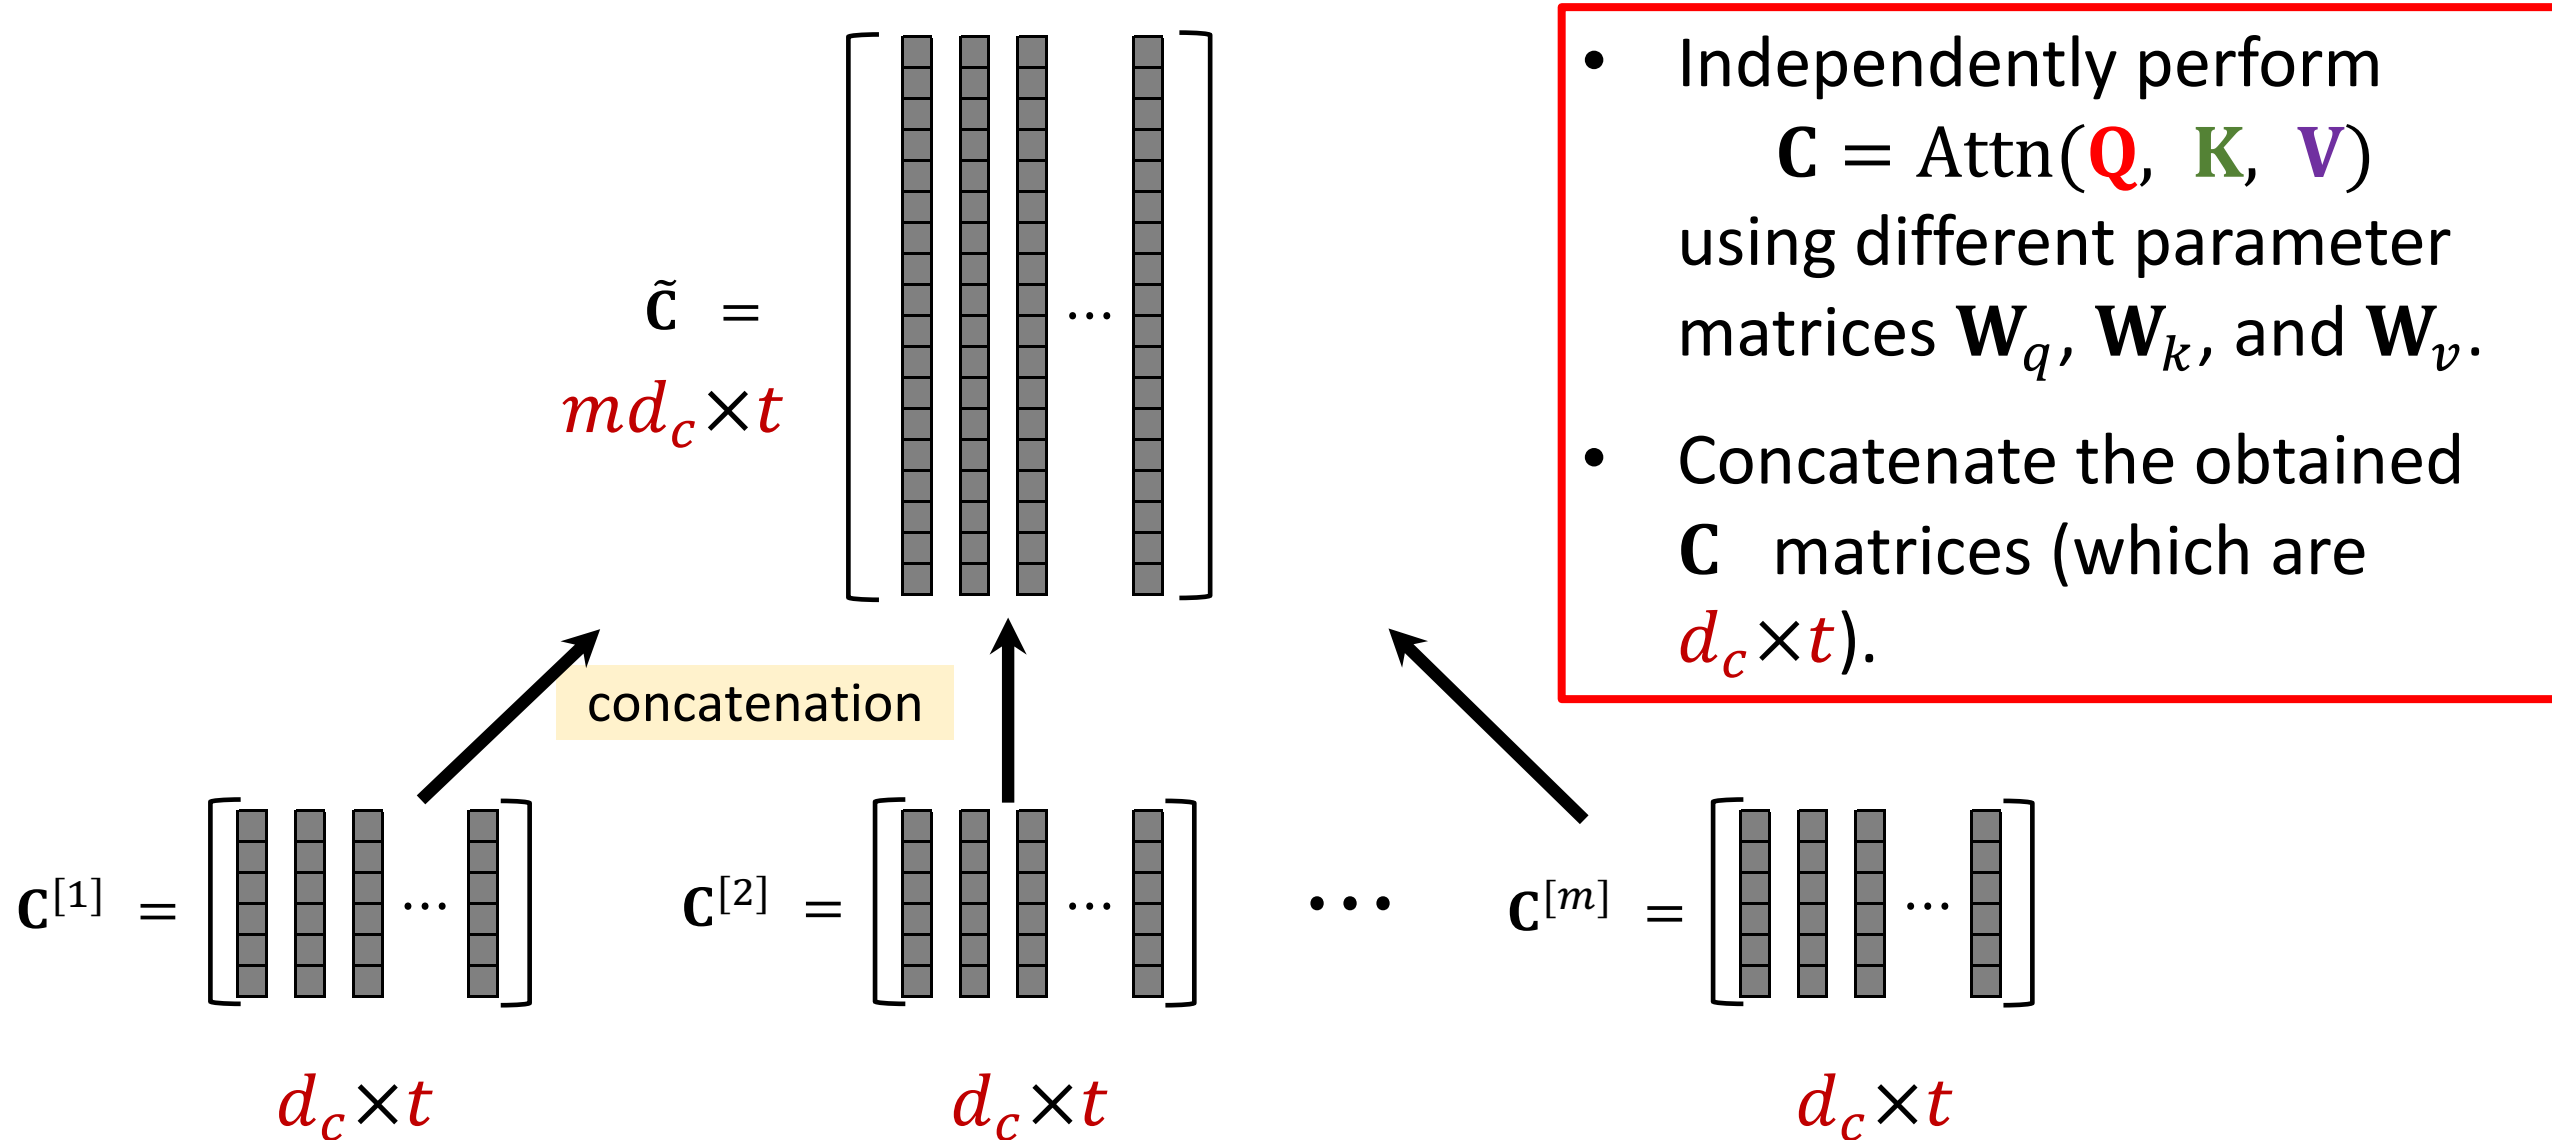 • Independently perform
𝐂 = Attn(𝐐, 𝐊, 𝐕)
using different parameter
matrices 𝐖_q, 𝐖_k, and 𝐖_v.
• Concatenate the obtained
𝐂 matrices (which are
d_c×t).
𝐂̃ =
md_c×t
⋯
concatenation
𝐂^[1] = ⋯
𝐂^[2] = ⋯
⋯
𝐂^[m] = ⋯
d_c×t
d_c×t
d_c×t